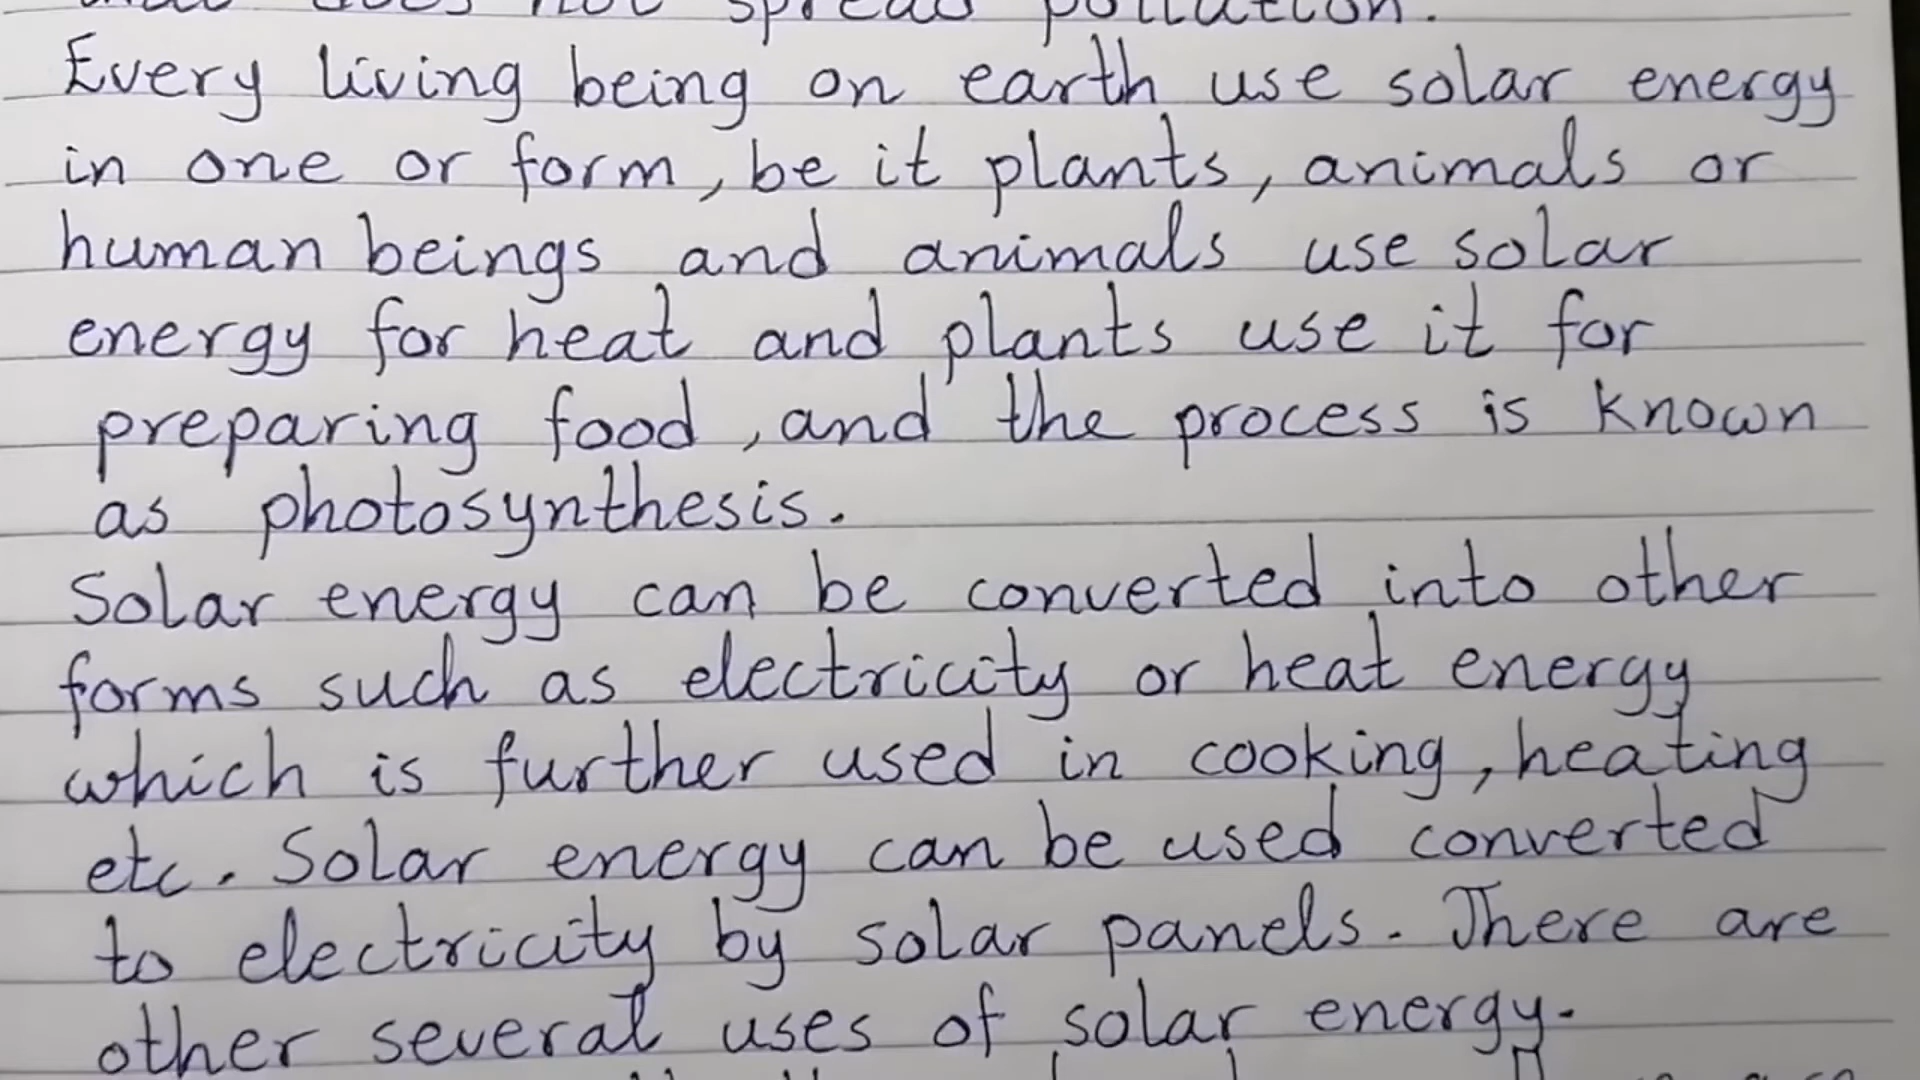 does not spread pollution.
Every living being on earth use solar energy
in one or form, be it plants, animals or
human beings and animals use solar
energy for heat and plants use it for
preparing food, and the process is known
as photosynthesis.
Solar energy can be converted into other
forms such as electricity or heat energy
which is further used in cooking, heating
etc. Solar energy can be used converted
to electricity by solar panels. There are
other several uses of solar energy.